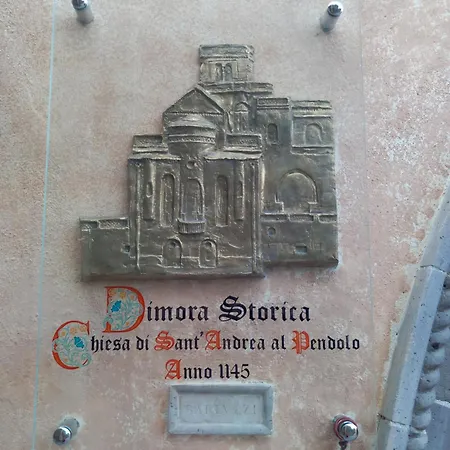 Dimora Storica
Chiesa di Sant'Andrea al Pendolo
Anno 1145